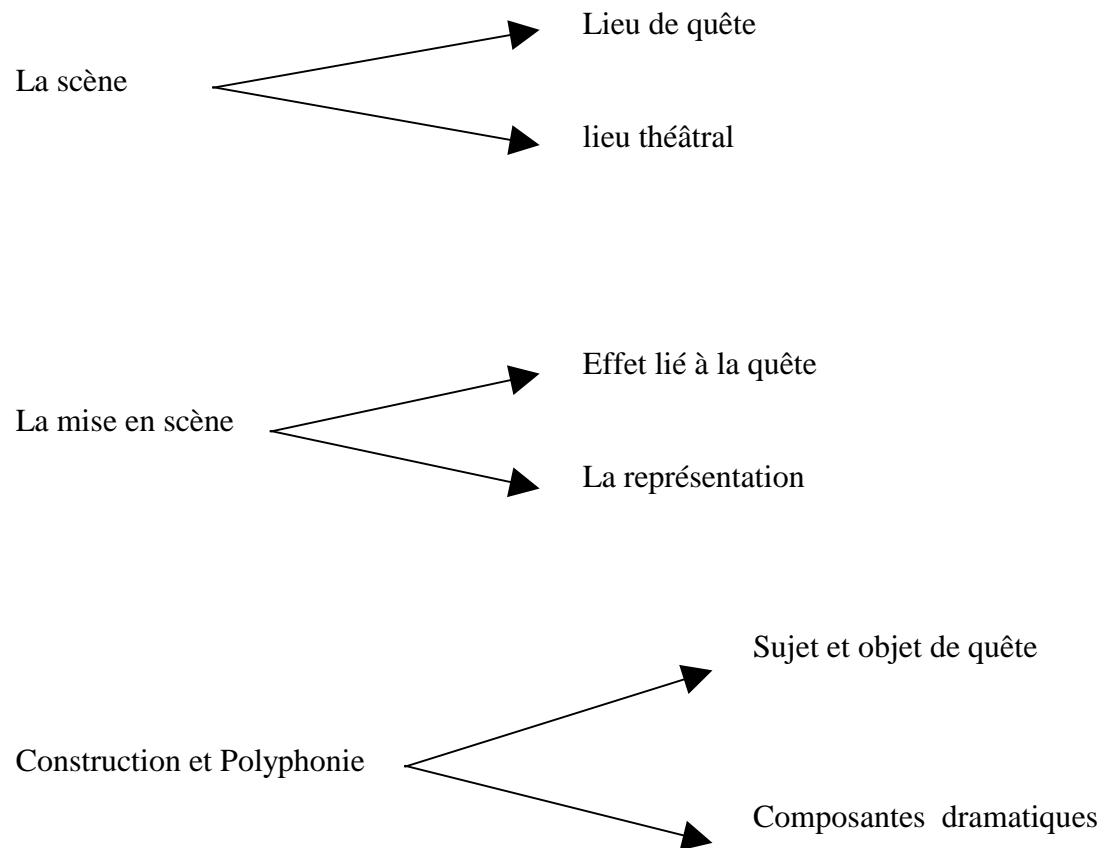 Lieu de quête
La scène
lieu théâtral
Effet lié à la quête
La mise en scène
La représentation
Sujet et objet de quête
Construction et Polyphonie
Composantes dramatiques